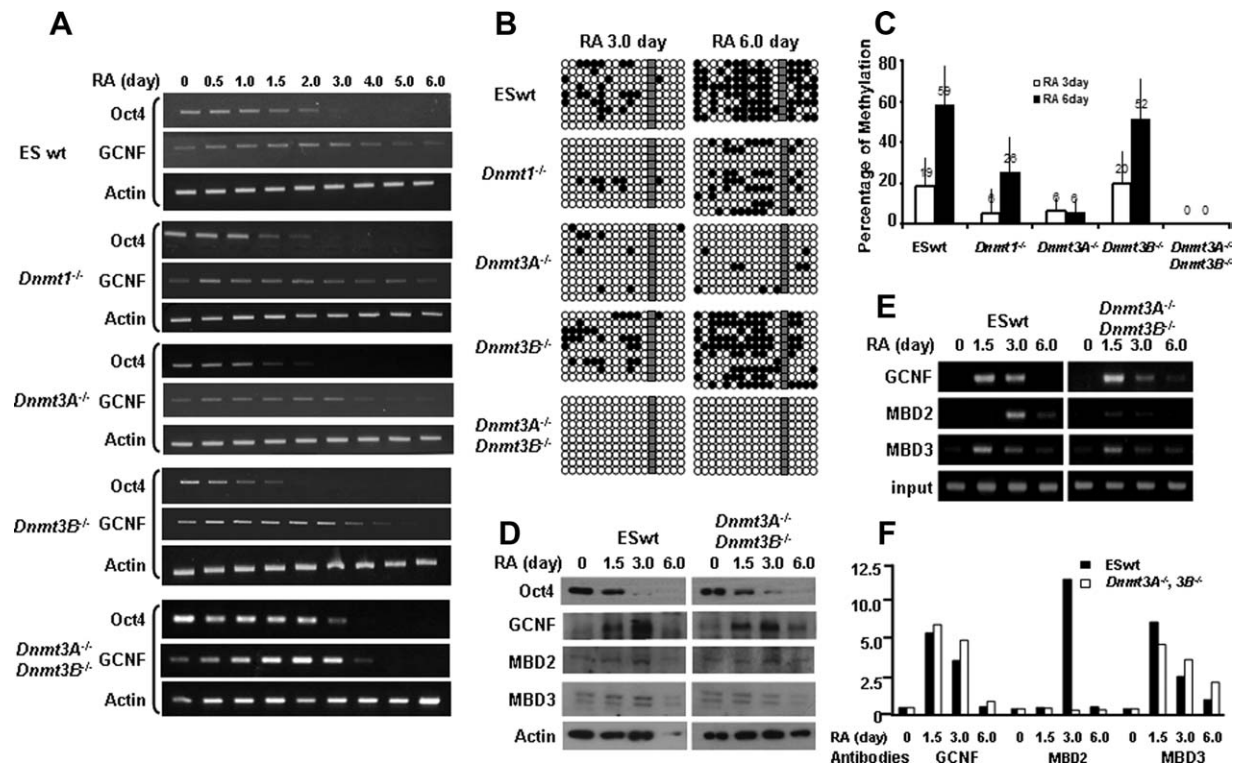 A
RA (day) 0 0.5 1.0 1.5 2.0 3.0 4.0 5.0 6.0
ES wt
Oct4
GCNF
Actin
Dnmt1-/-
Oct4
GCNF
Actin
Dnmt3A-/-
Oct4
GCNF
Actin
Dnmt3B-/-
Oct4
GCNF
Actin
Dnmt3A-/-
Dnmt3B-/-
Oct4
GCNF
Actin
B
RA 3.0 day RA 6.0 day
ESwt
Dnmt1-/-
Dnmt3A-/-
Dnmt3B-/-
Dnmt3A-/-
Dnmt3B-/-
C
Percentage of Methylation
80
60
40
20
0
RA 3day
RA 6day
19 59 6 26 6 6 20 52 0 0
ESwt Dnmt1-/- Dnmt3A-/- Dnmt3B-/- Dnmt3A-/-
Dnmt3B-/-
D
ESwt Dnmt3A-/-
Dnmt3B-/-
RA (day) 0 1.5 3.0 6.0 0 1.5 3.0 6.0
Oct4
GCNF
MBD2
MBD3
Actin
E
ESwt Dnmt3A-/-
Dnmt3B-/-
RA (day) 0 1.5 3.0 6.0 0 1.5 3.0 6.0
GCNF
MBD2
MBD3
input
F
12.5
10.0
5.0
2.5
0
ESwt
Dnmt3A-/-, 3B-/-
RA (day) 0 1.5 3.0 6.0 0 1.5 3.0 6.0 0 1.5 3.0 6.0
Antibodies GCNF MBD2 MBD3